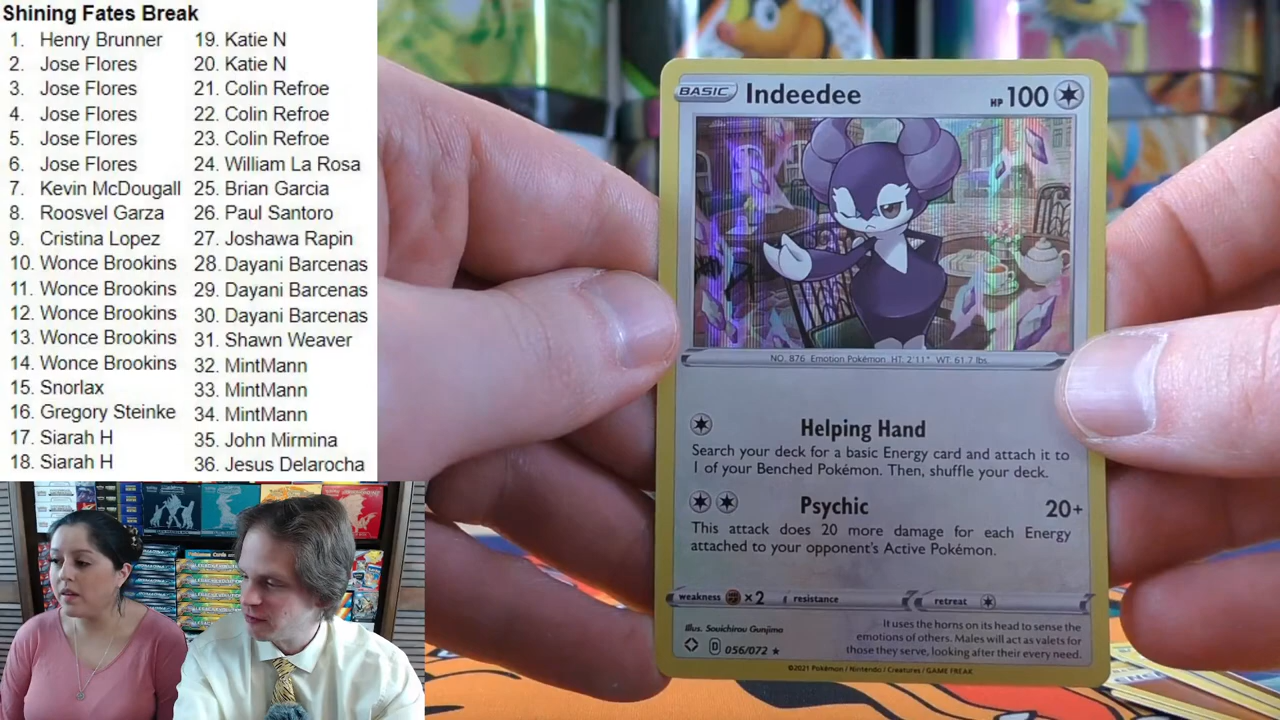 Shining Fates Break
1. Henry Brunner
2. Jose Flores
3. Jose Flores
4. Jose Flores
5. Jose Flores
6. Jose Flores
7. Kevin McDougall
8. Roosvel Garza
9. Cristina Lopez
10. Wonce Brookins
11. Wonce Brookins
12. Wonce Brookins
13. Wonce Brookins
14. Wonce Brookins
15. Snorlax
16. Gregory Steinke
17. Siarah H
18. Siarah H
19. Katie N
20. Katie N
21. Colin Refroe
22. Colin Refroe
23. Colin Refroe
24. William La Rosa
25. Brian Garcia
26. Paul Santoro
27. Joshawa Rapin
28. Dayani Barcenas
29. Dayani Barcenas
30. Dayani Barcenas
31. Shawn Weaver
32. MintMann
33. MintMann
34. MintMann
35. John Mirmina
36. Jesus Delarocha
BASIC Indeedee HP 100
NO. 876 Emotion Pokémon HT: 2'11" WT: 61.7 lbs.
Helping Hand
Search your deck for a basic Energy card and attach it to
1 of your Benched Pokémon. Then, shuffle your deck.
Psychic 20+
This attack does 20 more damage for each Energy
attached to your opponent's Active Pokémon.
weakness ×2 resistance retreat
Illus. Souichirou Gunjima
D 056/072 ★
It uses the horns on its head to sense the
emotions of others. Males will act as valets for
those they serve, looking after their every need.
©2021 Pokémon / Nintendo / Creatures / GAME FREAK